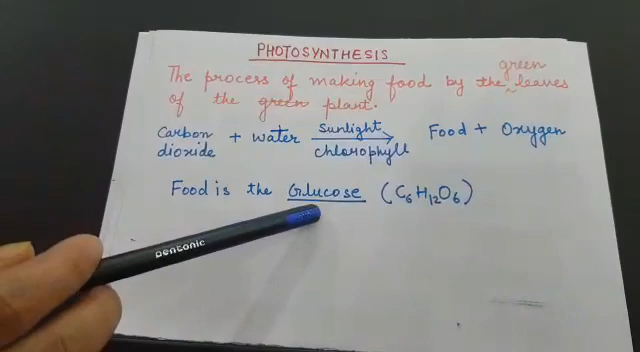 PHOTOSYNTHESIS
green
The process of making food by the leaves
of the green plant.
Carbon dioxide + water sunlight chlorophyll → Food + Oxygen
Food is the Glucose (C₆H₁₂O₆)
pentonic